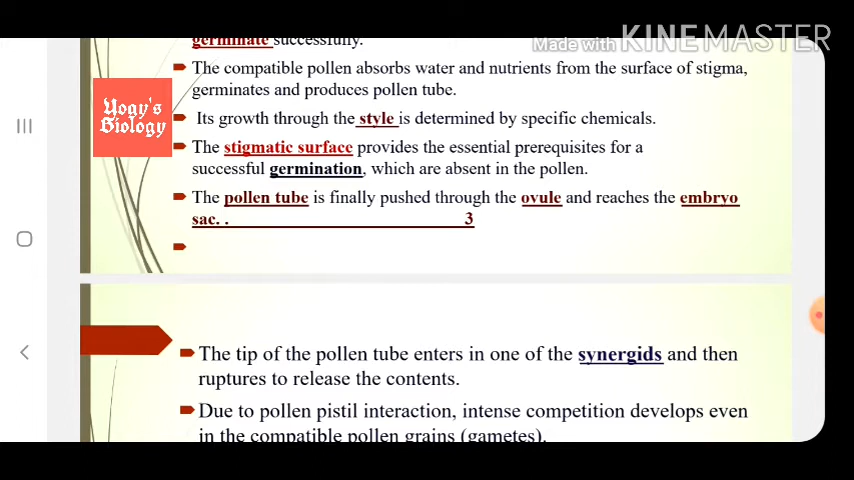 Made with KINEMASTER
germinate successfully.
The compatible pollen absorbs water and nutrients from the surface of stigma,
germinates and produces pollen tube.
Yogy's
Biology
Its growth through the style is determined by specific chemicals.
The stigmatic surface provides the essential prerequisites for a
successful germination, which are absent in the pollen.
The pollen tube is finally pushed through the ovule and reaches the embryo
sac. . 3
The tip of the pollen tube enters in one of the synergids and then
ruptures to release the contents.
Due to pollen pistil interaction, intense competition develops even
in the compatible pollen grains (gametes).